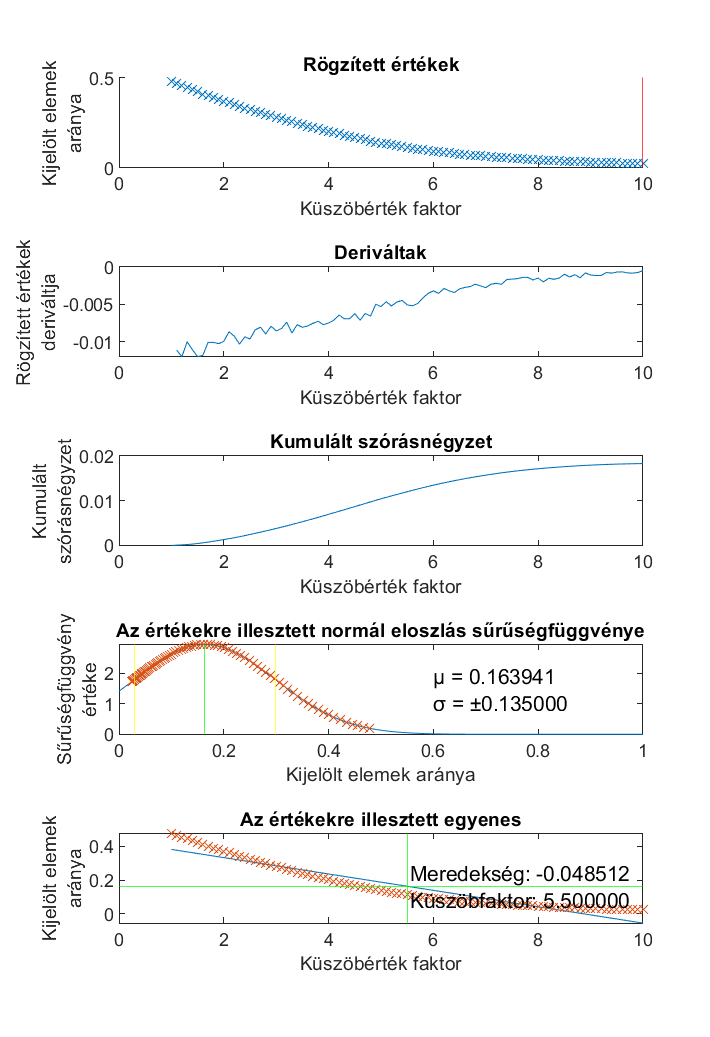 Rögzített értékek
Kijelölt elemek
aránya
0.5
0
0
2
4
6
8
10
Küszöbérték faktor
Deriváltak
Rögzített értékek
deriváltja
0
-0.005
-0.01
0
2
4
6
8
10
Küszöbérték faktor
Kumulált szórásnégyzet
Kumulált
szórásnégyzet
0.02
0.01
0
0
2
4
6
8
10
Küszöbérték faktor
Az értékekre illesztett normál eloszlás sűrűségfüggvénye
Sűrűségfüggvény
értéke
2
1
0
μ = 0.163941
σ = ±0.135000
0
0.2
0.4
0.6
0.8
1
Kijelölt elemek aránya
Az értékekre illesztett egyenes
Kijelölt elemek
aránya
0.4
0.2
0
Meredekség: -0.048512
Küszöbfaktor: 5.500000
0
2
4
6
8
10
Küszöbérték faktor